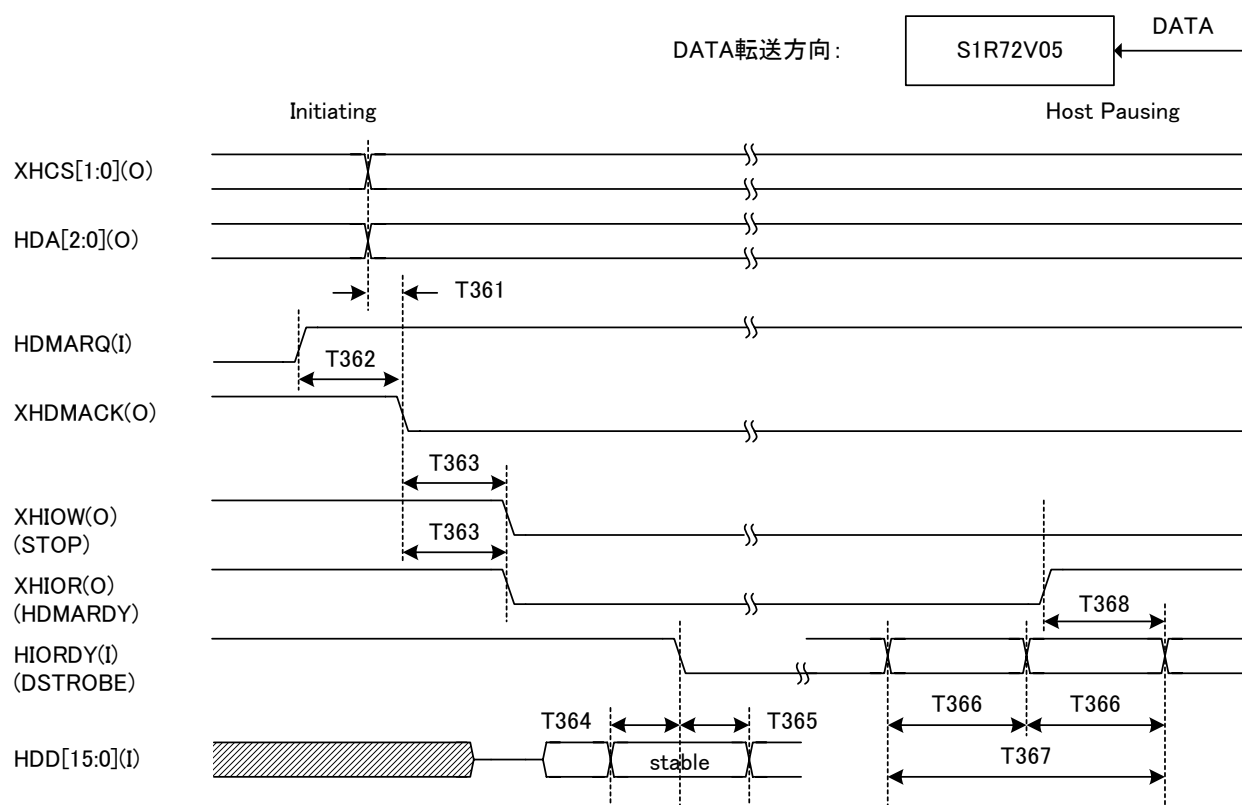 DATA転送方向:
S1R72V05
DATA
Initiating
Host Pausing
XHCS[1:0](O)
HDA[2:0](O)
T361
HDMARQ(I)
T362
XHDMACK(O)
T363
XHIOW(O)
(STOP)
T363
XHIOR(O)
(HDMARDY)
T368
HIORDY(I)
(DSTROBE)
T364
T365
T366
T366
HDD[15:0](I)
stable
T367